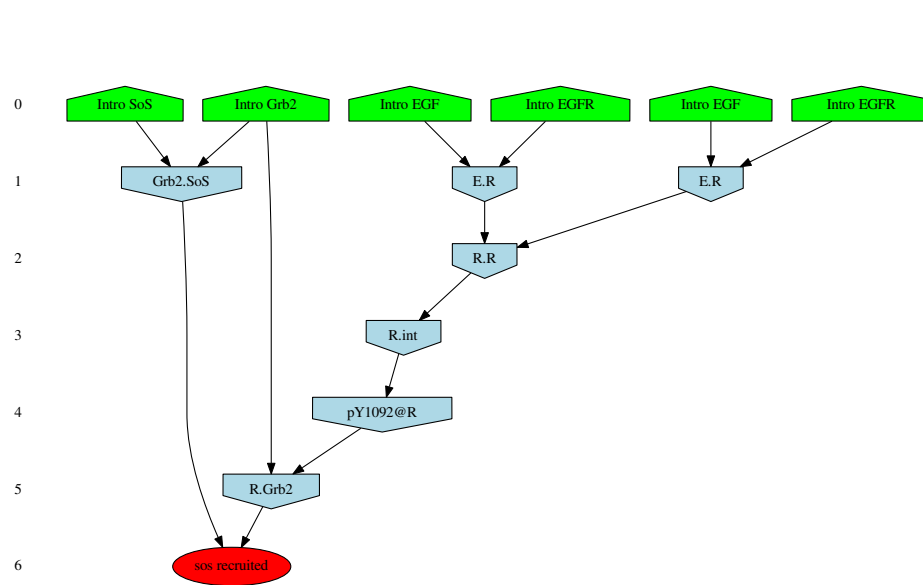 0 Intro SoS Intro Grb2 Intro EGF Intro EGFR Intro EGF Intro EGFR
1 Grb2.SoS E.R E.R
2 R.R
3 R.int
4 pY1092@R
5 R.Grb2
6 sos recruited